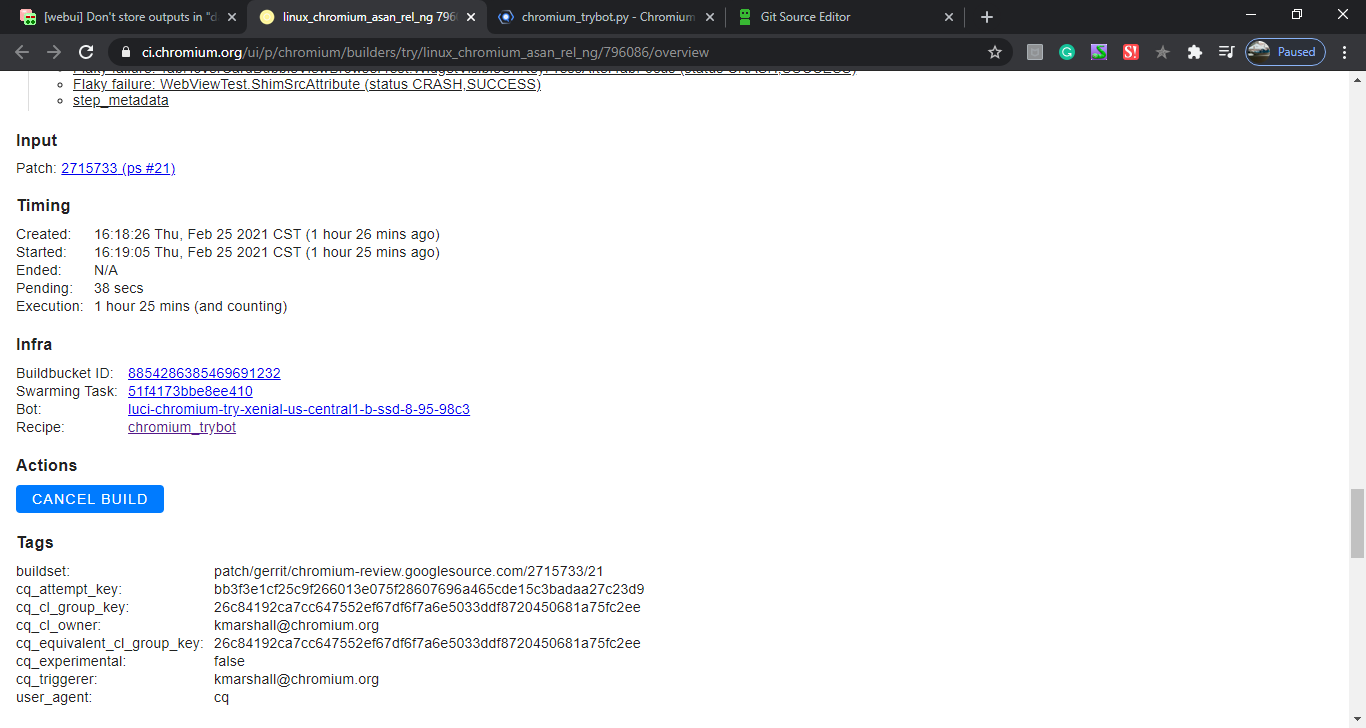 [webui] Don't store outputs in "d
linux_chromium_asan_rel_ng 796
chromium_trybot.py - Chromium
Git Source Editor
ci.chromium.org/ui/p/chromium/builders/try/linux_chromium_asan_rel_ng/796086/overview
Paused
Flaky failure: WebViewTest.ShimSrcAttribute (status CRASH,SUCCESS)
step_metadata
Input
Patch: 2715733 (ps #21)
Timing
Created: 16:18:26 Thu, Feb 25 2021 CST (1 hour 26 mins ago)
Started: 16:19:05 Thu, Feb 25 2021 CST (1 hour 25 mins ago)
Ended: N/A
Pending: 38 secs
Execution: 1 hour 25 mins (and counting)
Infra
Buildbucket ID: 8854286385469691232
Swarming Task: 51f4173bbe8ee410
Bot: luci-chromium-try-xenial-us-central1-b-ssd-8-95-98c3
Recipe: chromium_trybot
Actions
CANCEL BUILD
Tags
buildset: patch/gerrit/chromium-review.googlesource.com/2715733/21
cq_attempt_key: bb3f3e1cf25c9f266013e075f28607696a465cde15c3badaa27c23d9
cq_cl_group_key: 26c84192ca7cc647552ef67df6f7a6e5033ddf8720450681a75fc2ee
cq_cl_owner: kmarshall@chromium.org
cq_equivalent_cl_group_key: 26c84192ca7cc647552ef67df6f7a6e5033ddf8720450681a75fc2ee
cq_experimental: false
cq_triggerer: kmarshall@chromium.org
user_agent: cq